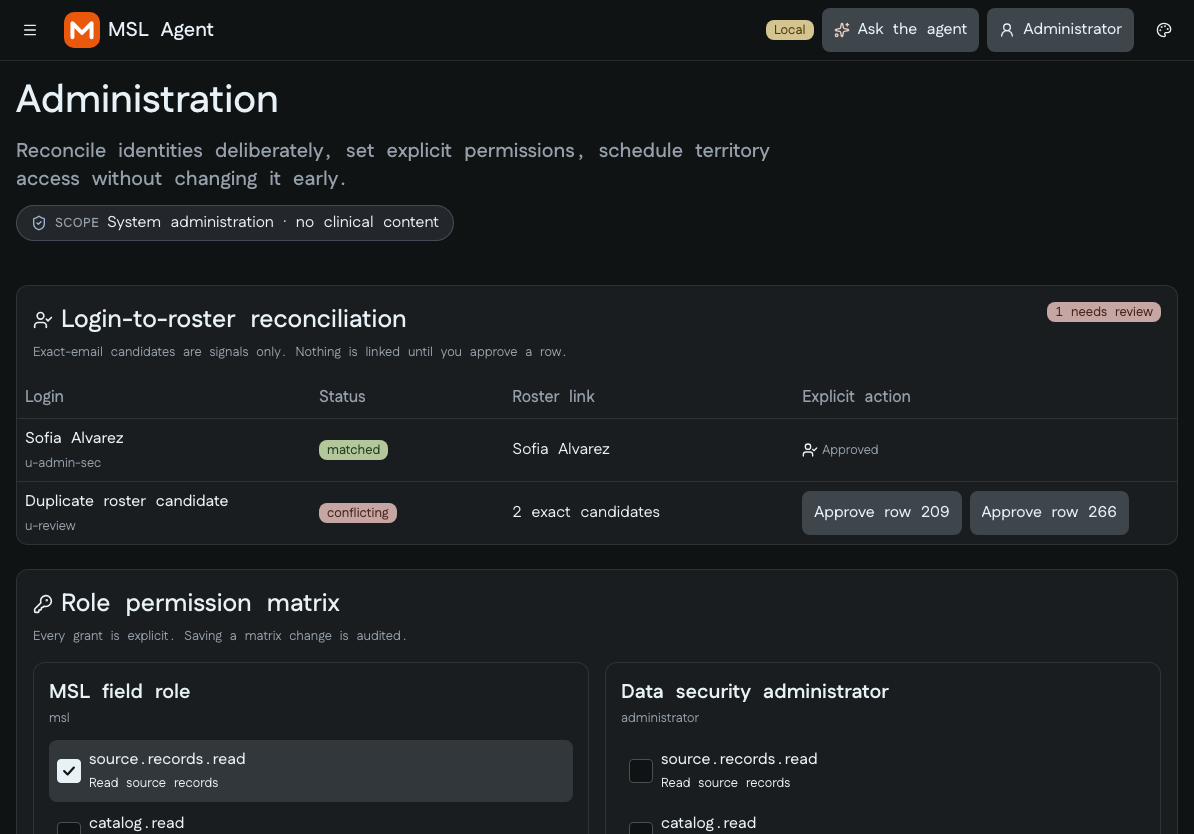 MSL Agent
Local
Ask the agent
Administrator
Administration
Reconcile identities deliberately, set explicit permissions, schedule territory
access without changing it early.
SCOPE System administration · no clinical content
Login-to-roster reconciliation
1 needs review
Exact-email candidates are signals only. Nothing is linked until you approve a row.
Login Status Roster link Explicit action
Sofia Alvarez
u-admin-sec
matched
Sofia Alvarez
Approved
Duplicate roster candidate
u-review
conflicting
2 exact candidates
Approve row 209
Approve row 266
Role permission matrix
Every grant is explicit. Saving a matrix change is audited.
MSL field role
msl
source.records.read
Read source records
catalog.read
Data security administrator
administrator
source.records.read
Read source records
catalog.read